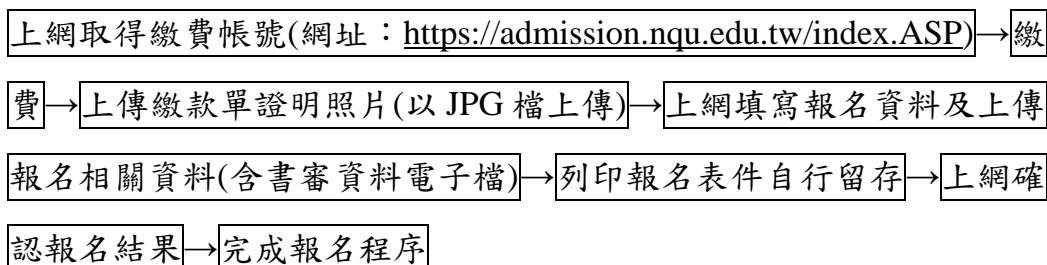 上網取得繳費帳號(網址：https://admission.nqu.edu.tw/index.ASP)→繳
費→上傳繳款單證明照片(以 JPG 檔上傳)→上網填寫報名資料及上傳
報名相關資料(含書審資料電子檔)→列印報名表件自行留存→上網確
認報名結果→完成報名程序